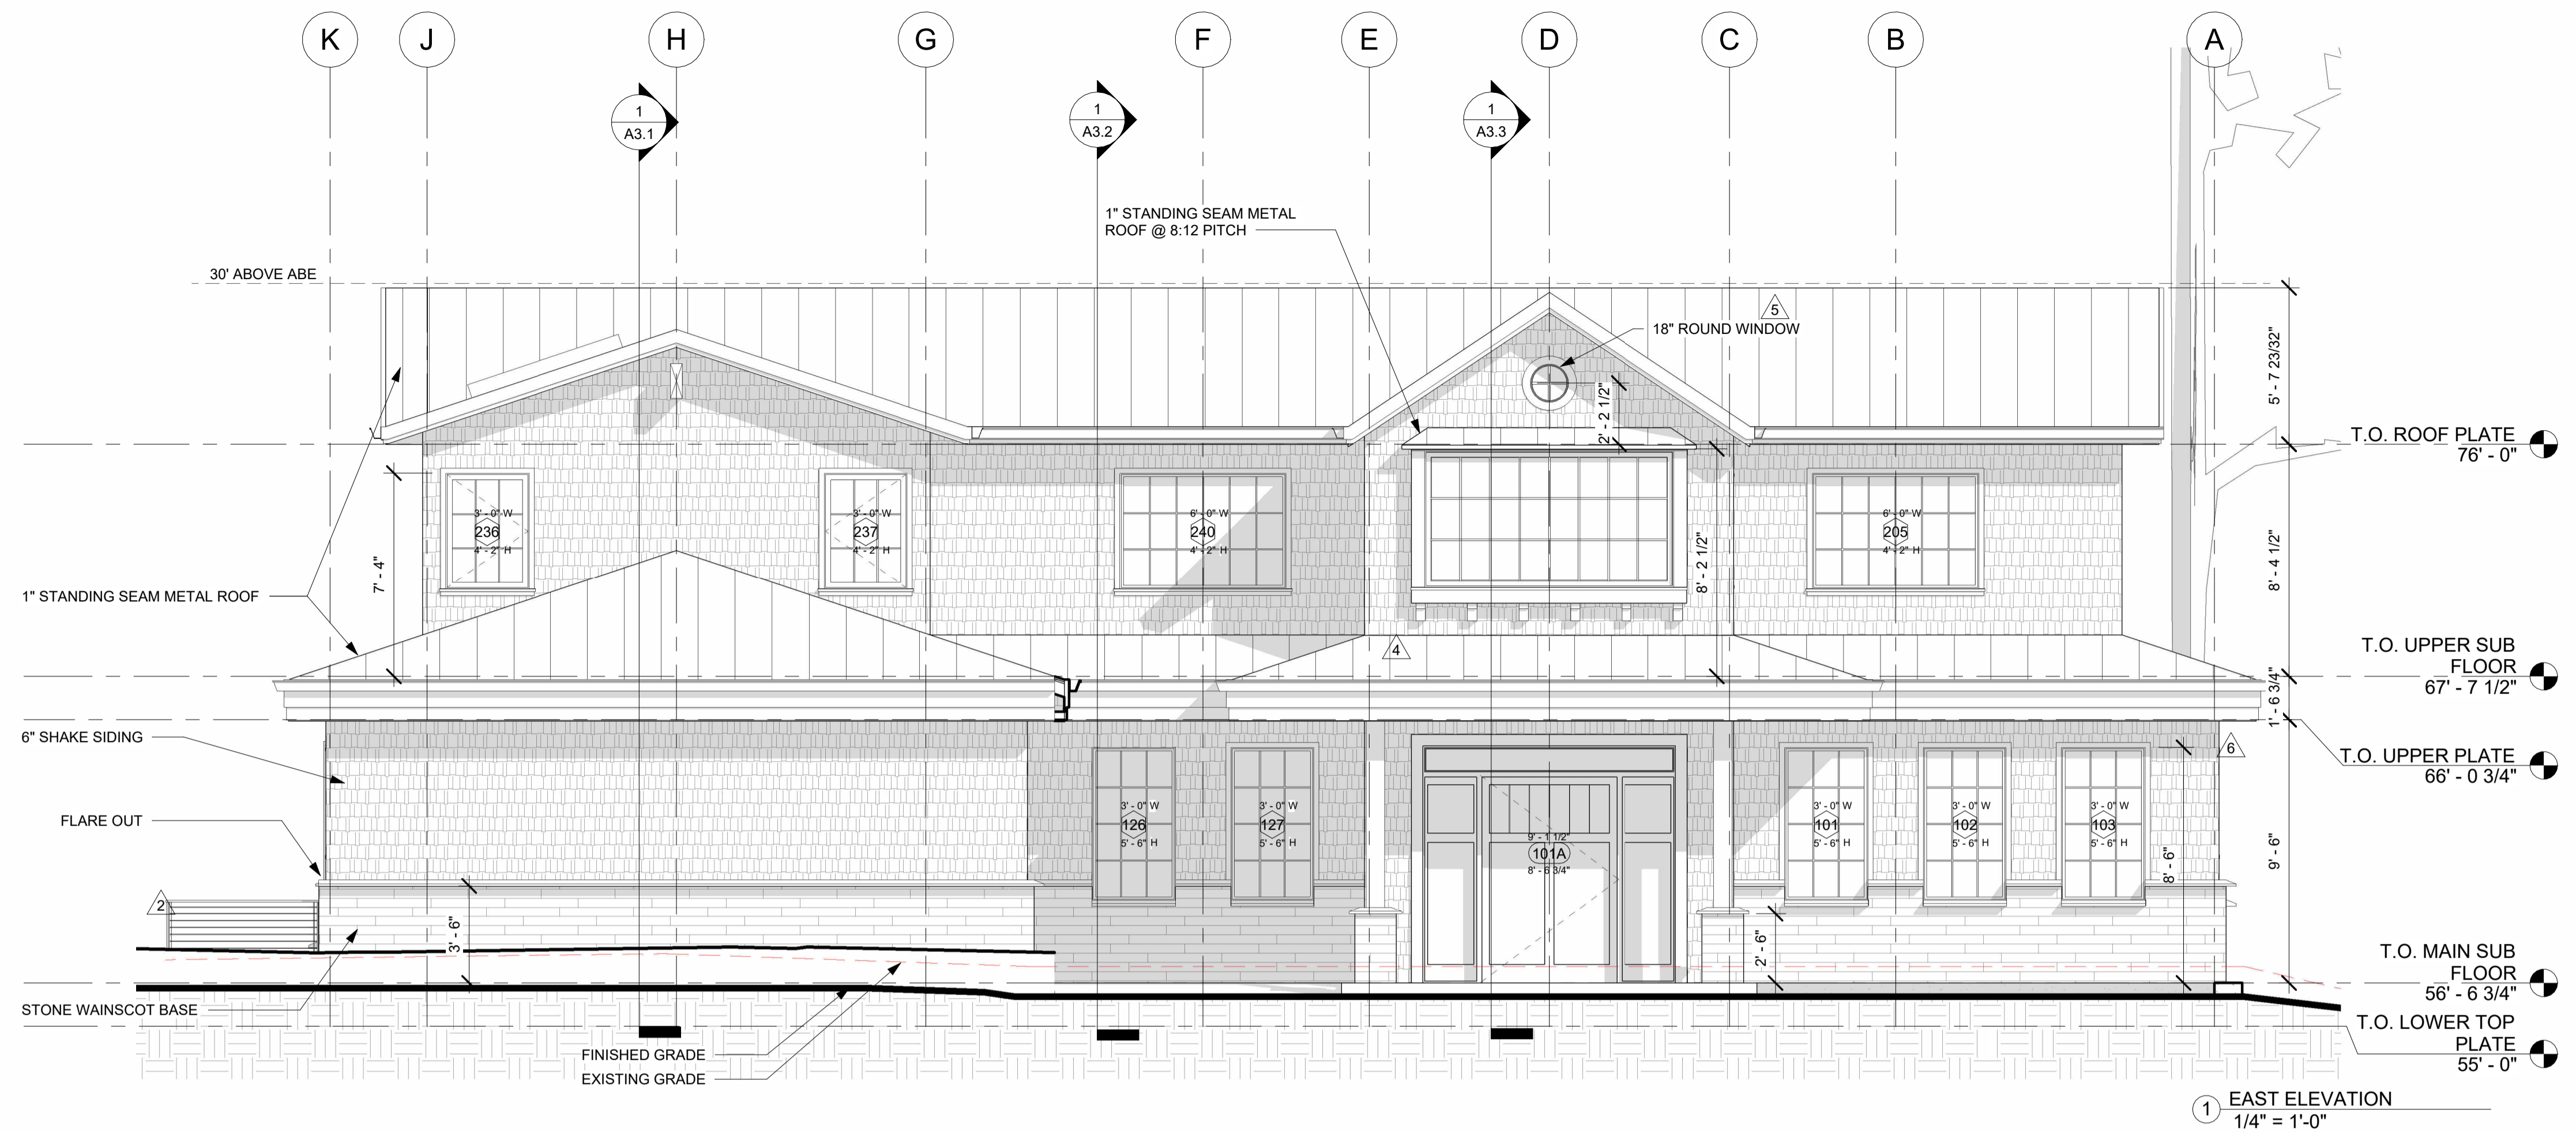 K
J
H
G
F
E
D
C
B
A
1
A3.1
1
A3.2
1
A3.3
1" STANDING SEAM METAL
ROOF @ 8:12 PITCH
30' ABOVE ABE
5
18" ROUND WINDOW
5' - 7 23/32"
2' - 2 1/2"
T.O. ROOF PLATE
76' - 0"
3' - 0" W
236
4' - 2" H
3' - 0" W
237
4' - 2" H
6' - 0" W
240
4' - 2" H
6' - 0" W
205
4' - 2" H
7' - 4"
8' - 2 1/2"
8' - 4 1/2"
1" STANDING SEAM METAL ROOF
4
T.O. UPPER SUB
FLOOR
67' - 7 1/2"
1' - 6 3/4"
6" SHAKE SIDING
6
T.O. UPPER PLATE
66' - 0 3/4"
FLARE OUT
3' - 0" W
126
5' - 6" H
3' - 0" W
127
5' - 6" H
9' - 1 1/2"
101A
8' - 6 3/4"
3' - 0" W
101
5' - 6" H
3' - 0" W
102
5' - 6" H
3' - 0" W
103
5' - 6" H
8' - 6"
9' - 6"
2
3' - 6"
2' - 6"
T.O. MAIN SUB
FLOOR
56' - 6 3/4"
STONE WAINSCOT BASE
T.O. LOWER TOP
PLATE
55' - 0"
FINISHED GRADE
EXISTING GRADE
1
EAST ELEVATION
1/4" = 1'-0"